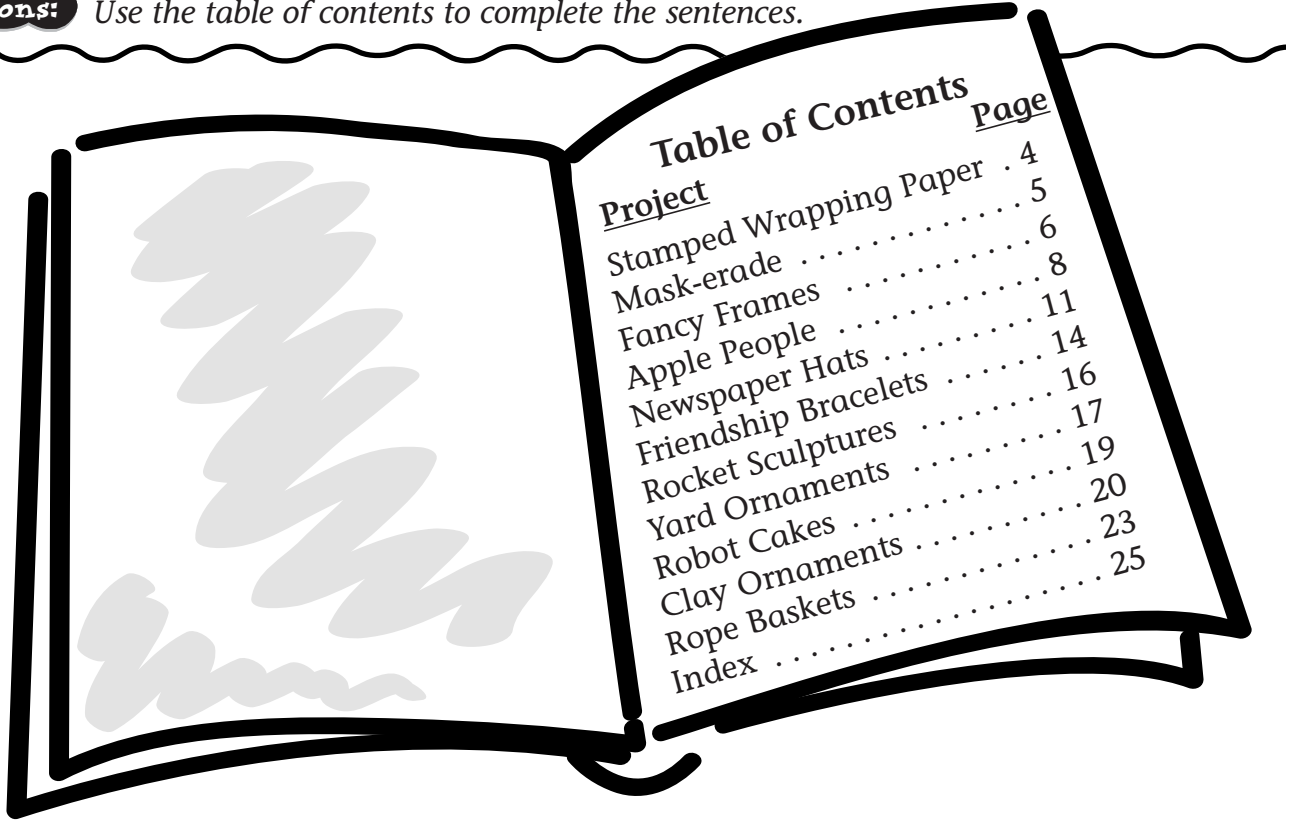 ons: Use the table of contents to complete the sentences.
Table of Contents
Project Page
Stamped Wrapping Paper . 4
Mask-erade . . . . . . . . . . . . 5
Fancy Frames . . . . . . . . . . 6
Apple People . . . . . . . . . . . 8
Newspaper Hats . . . . . . . . . 11
Friendship Bracelets . . . . . . 14
Rocket Sculptures . . . . . . . . 16
Yard Ornaments . . . . . . . . . 17
Robot Cakes . . . . . . . . . . . . . 19
Clay Ornaments . . . . . . . . . . 20
Rope Baskets . . . . . . . . . . . . . 23
Index . . . . . . . . . . . . . . . . . . . 25